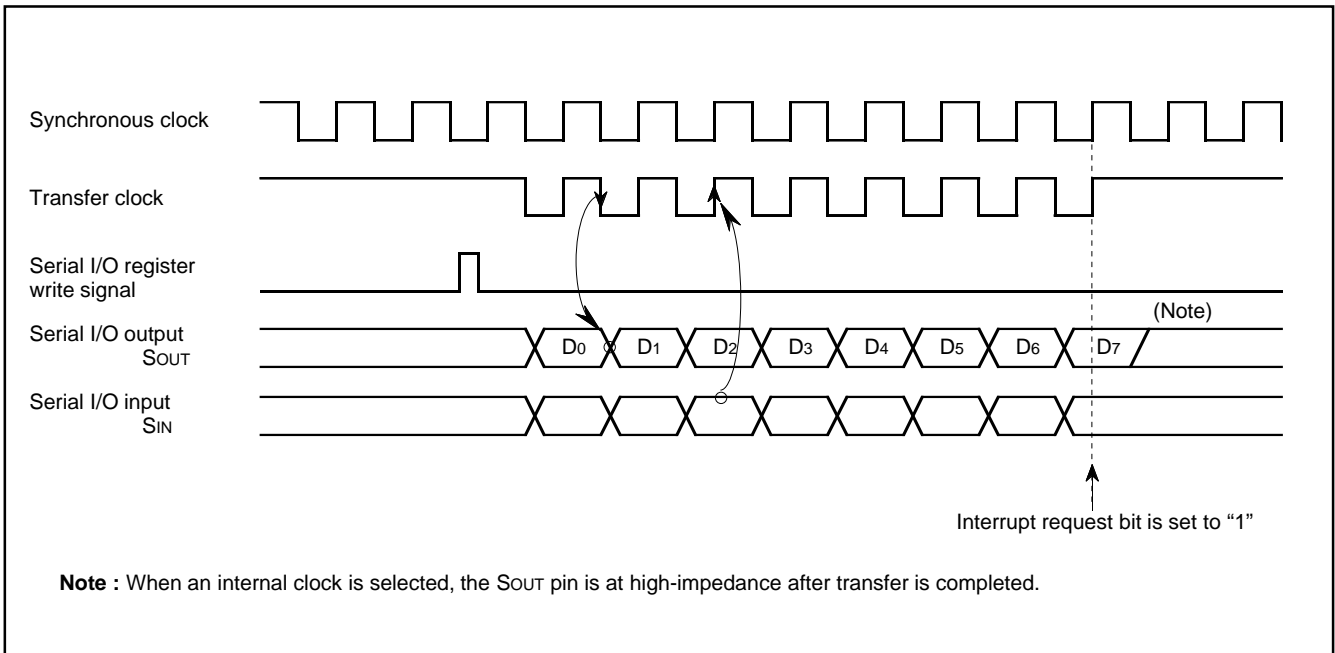 Synchronous clock
Transfer clock
Serial I/O register
write signal
(Note)
Serial I/O output
SOUT
D0 D1 D2 D3 D4 D5 D6 D7
Serial I/O input
SIN
Interrupt request bit is set to “1”
Note : When an internal clock is selected, the SOUT pin is at high-impedance after transfer is completed.